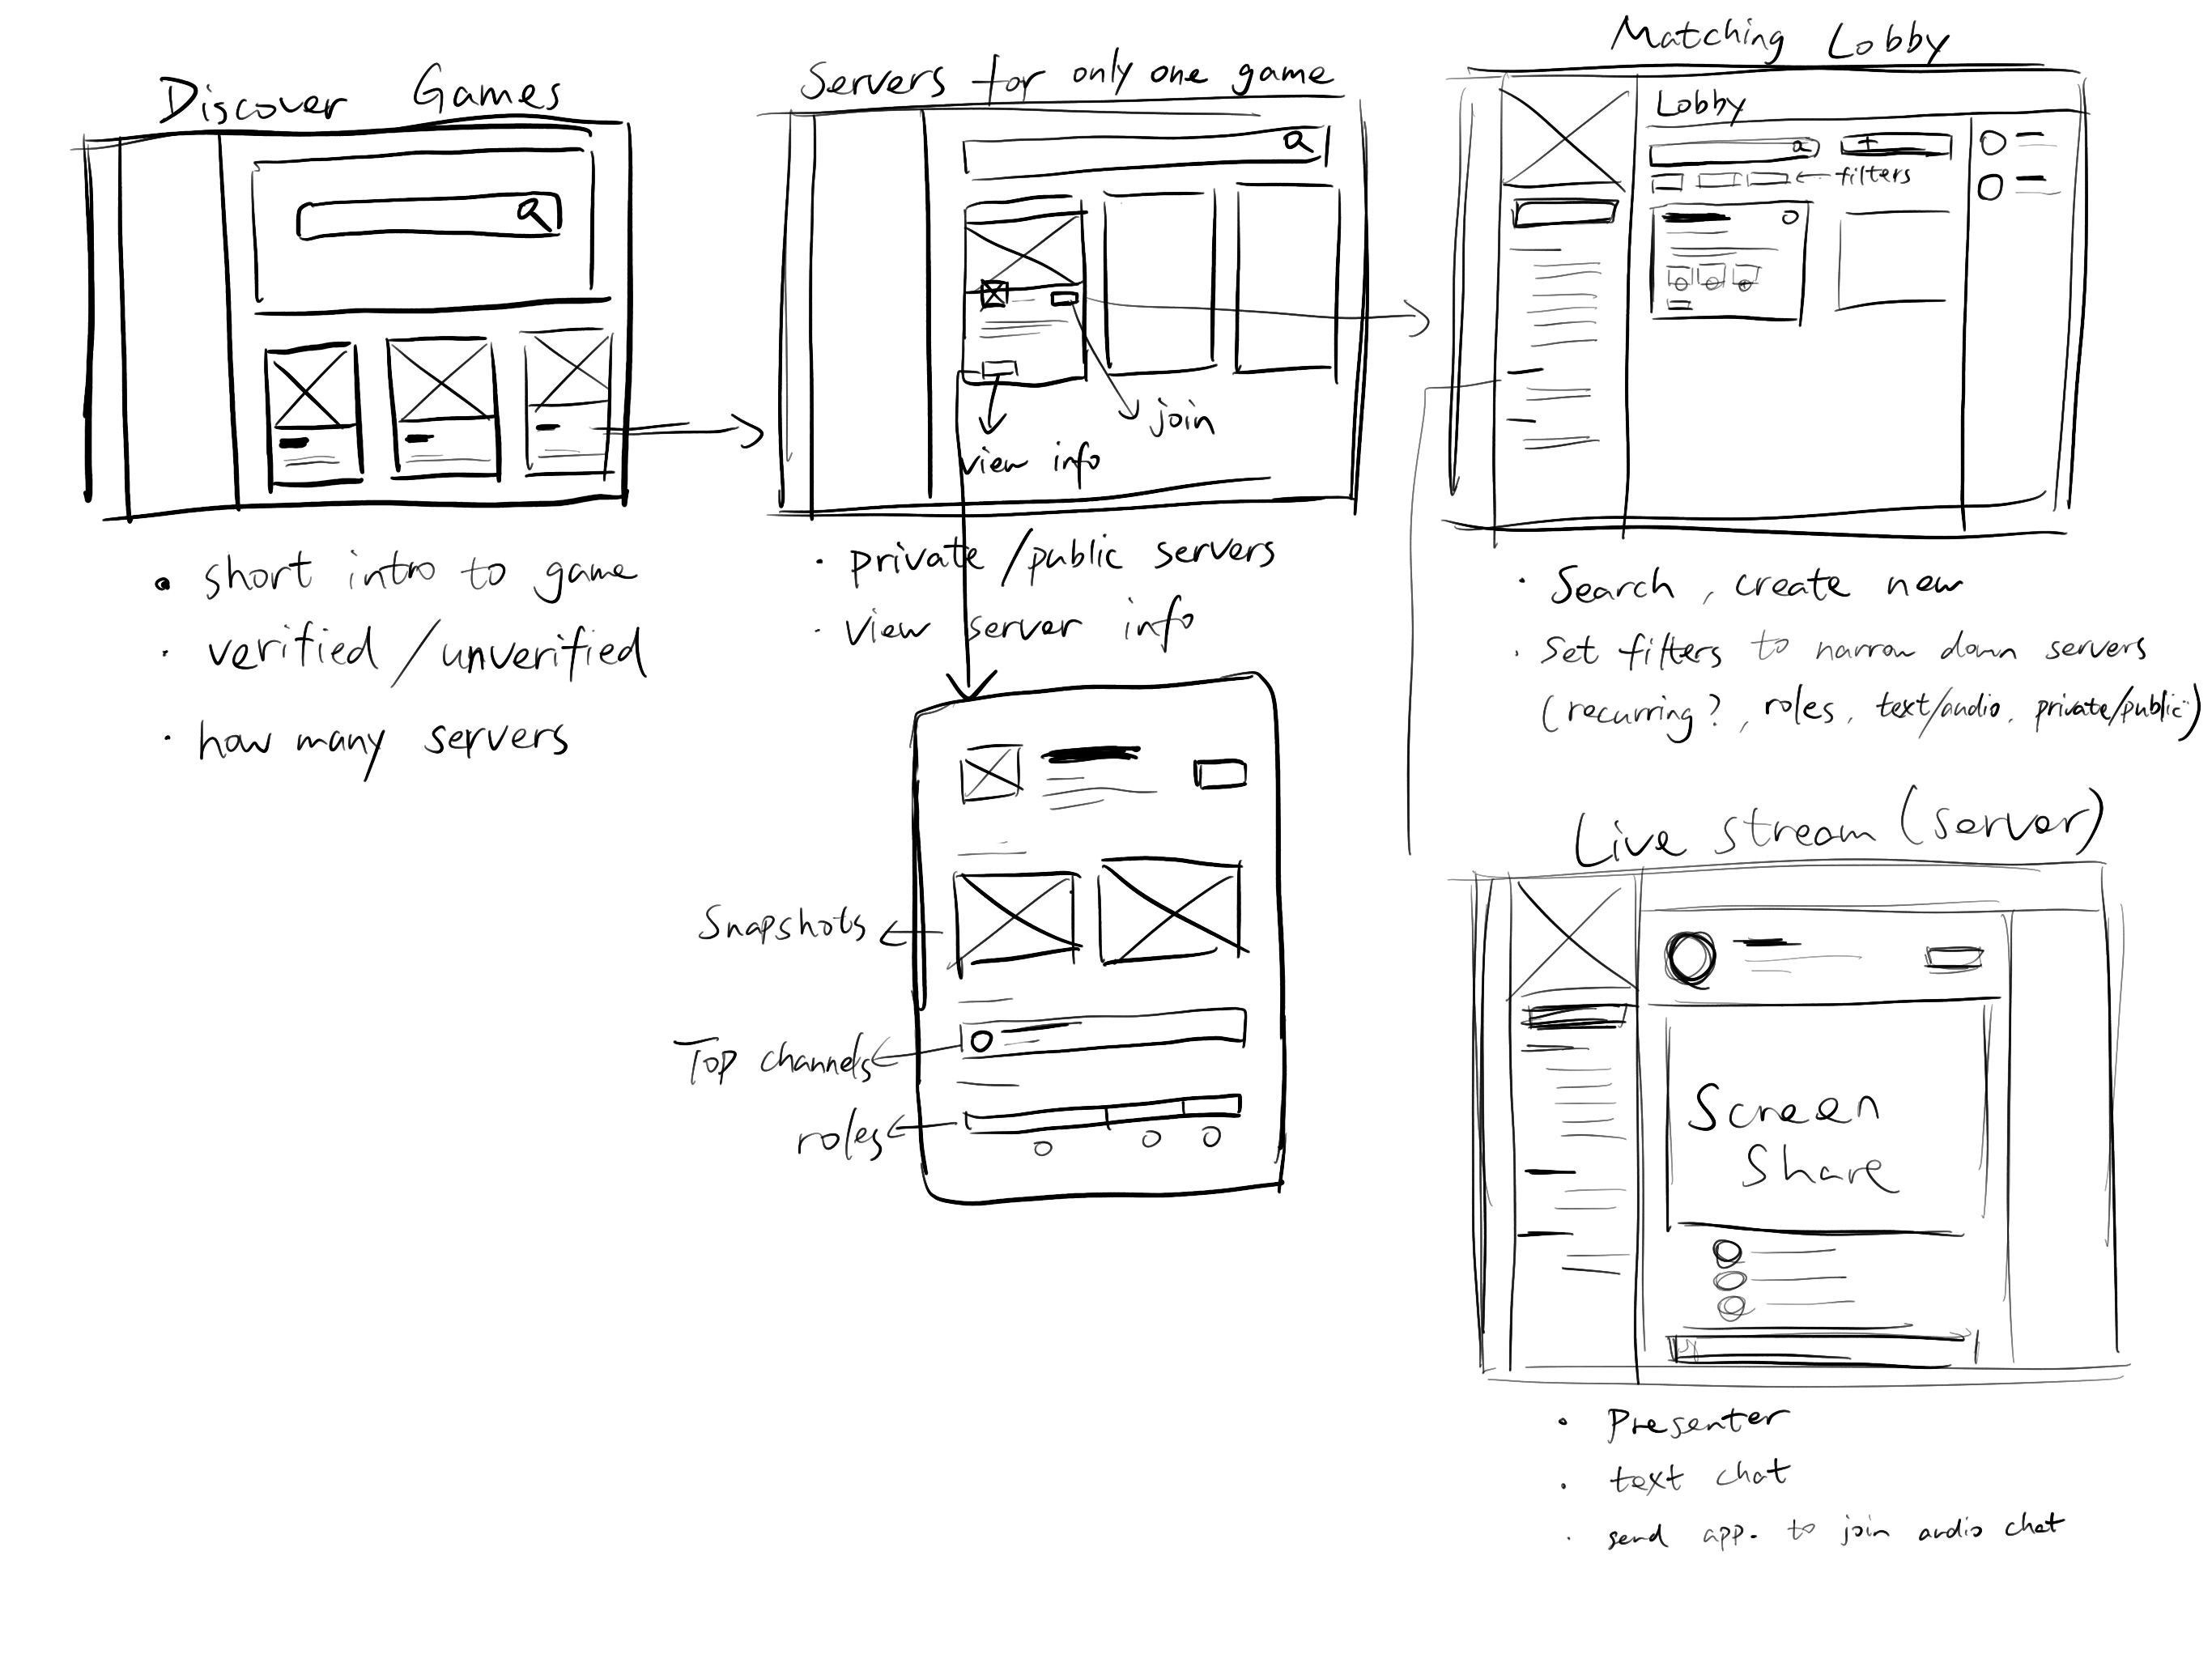 Discover Games
• short intro to game
• verified/unverified
• how many servers
Servers for only one game
join
view info
• private/public servers
• view server info
Snapshots
Top channels
roles
Matching Lobby
Lobby
+
filters
• Search, create new
• Set filters to narrow down servers
(recurring?, roles, text/audio, private/public)
Live stream (server)
Screen
Share
• Presenter
• text chat
• send app. to join audio chat